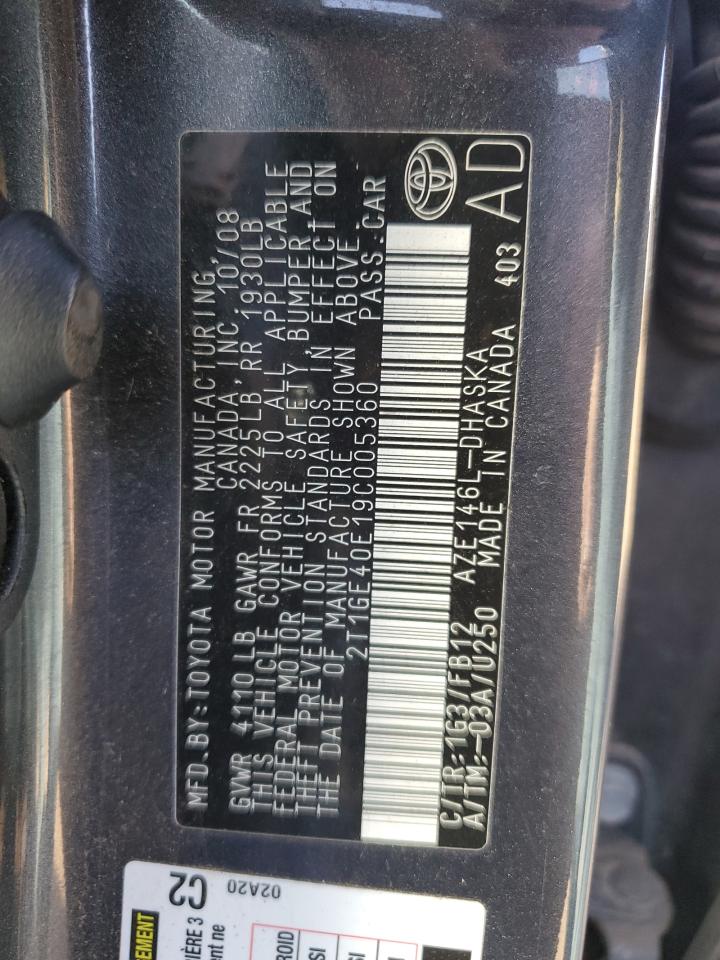 MFD.BY:TOYOTA MOTOR MANUFACTURING,
CANADA,INC. 10/08
GVWR 4110LB GAWR FR 2225LB, RR 1930LB
THIS VEHICLE CONFORMS TO ALL APPLICABLE
FEDERAL MOTOR VEHICLE SAFETY, BUMPER, AND
THEFT PREVENTION STANDARDS IN EFFECT ON
THE DATE OF MANUFACTURE SHOWN ABOVE.
2T1GE40E19C005360 PASS.CAR
C/TR:1G3/FB12 AZE146L-DHASKA
A/TM:-03A/U250 MADE IN CANADA 403
AD
C2
02A20
IÈRE 3